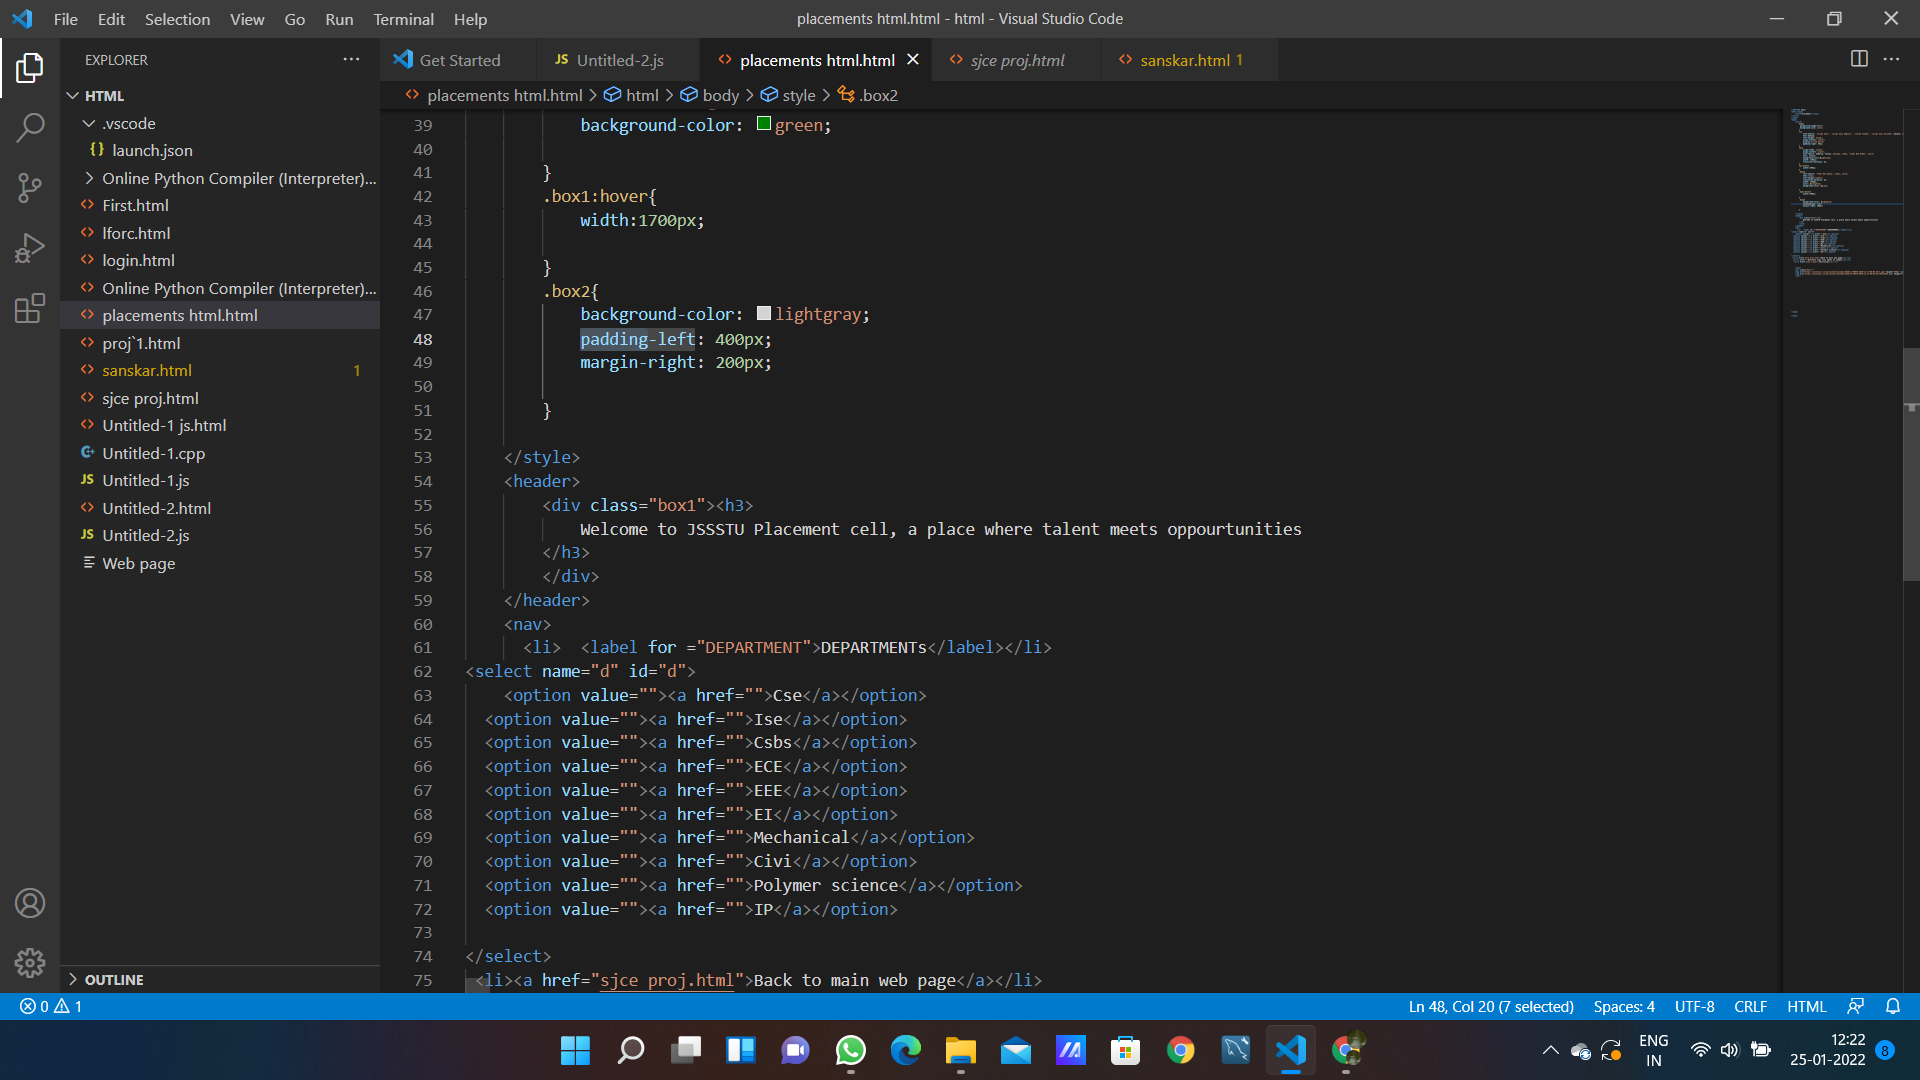 File Edit Selection View Go Run Terminal Help
placements html.html - html - Visual Studio Code
EXPLORER
HTML
.vscode
launch.json
Online Python Compiler (Interpreter)...
First.html
lforc.html
login.html
Online Python Compiler (Interpreter)...
placements html.html
proj`1.html
sanskar.html 1
sjce proj.html
Untitled-1 js.html
Untitled-1.cpp
Untitled-1.js
Untitled-2.html
Untitled-2.js
Web page
OUTLINE
Get Started
JS Untitled-2.js
placements html.html
sjce proj.html
sanskar.html 1
placements html.html > html > body > style > .box2
39 background-color: green;
40
41 }
42 .box1:hover{
43 width:1700px;
44
45 }
46 .box2{
47 background-color: lightgray;
48 padding-left: 400px;
49 margin-right: 200px;
50
51 }
52
53 </style>
54 <header>
55 <div class="box1"><h3>
56 Welcome to JSSSTU Placement cell, a place where talent meets oppourtunities
57 </h3>
58 </div>
59 </header>
60 <nav>
61 <li> <label for ="DEPARTMENT">DEPARTMENTs</label></li>
62 <select name="d" id="d">
63 <option value=""><a href="">Cse</a></option>
64 <option value=""><a href="">Ise</a></option>
65 <option value=""><a href="">Csbs</a></option>
66 <option value=""><a href="">ECE</a></option>
67 <option value=""><a href="">EEE</a></option>
68 <option value=""><a href="">EI</a></option>
69 <option value=""><a href="">Mechanical</a></option>
70 <option value=""><a href="">Civi</a></option>
71 <option value=""><a href="">Polymer science</a></option>
72 <option value=""><a href="">IP</a></option>
73
74 </select>
75 <li><a href="sjce proj.html">Back to main web page</a></li>
0 1
Ln 48, Col 20 (7 selected) Spaces: 4 UTF-8 CRLF HTML
ENG
IN
12:22
25-01-2022
8